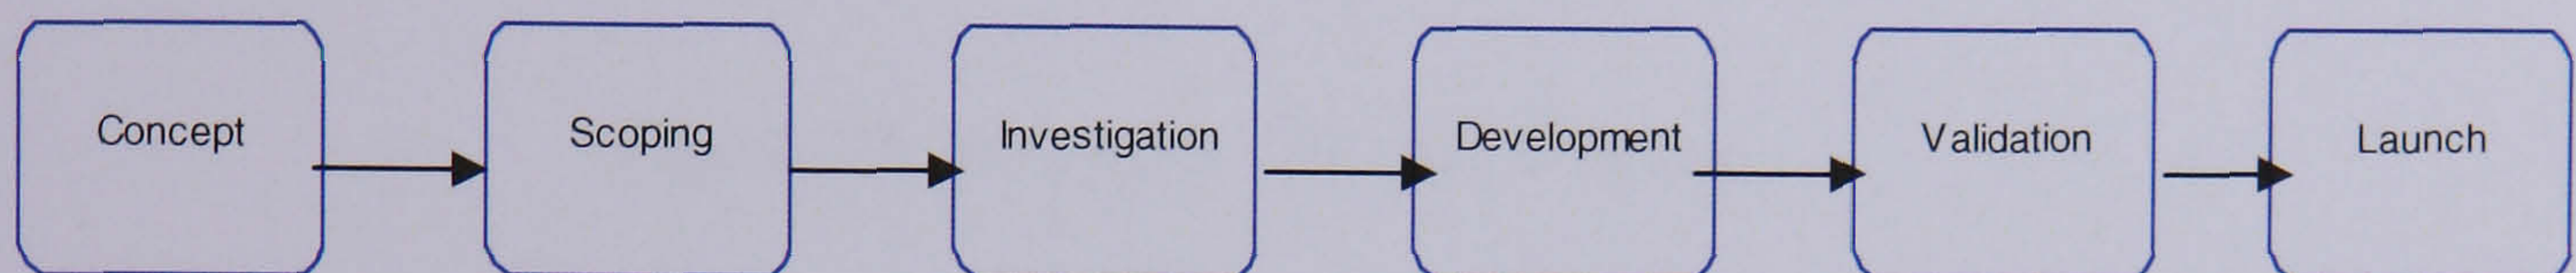 Concept
Scoping
Investigation
Development
Validation
Launch